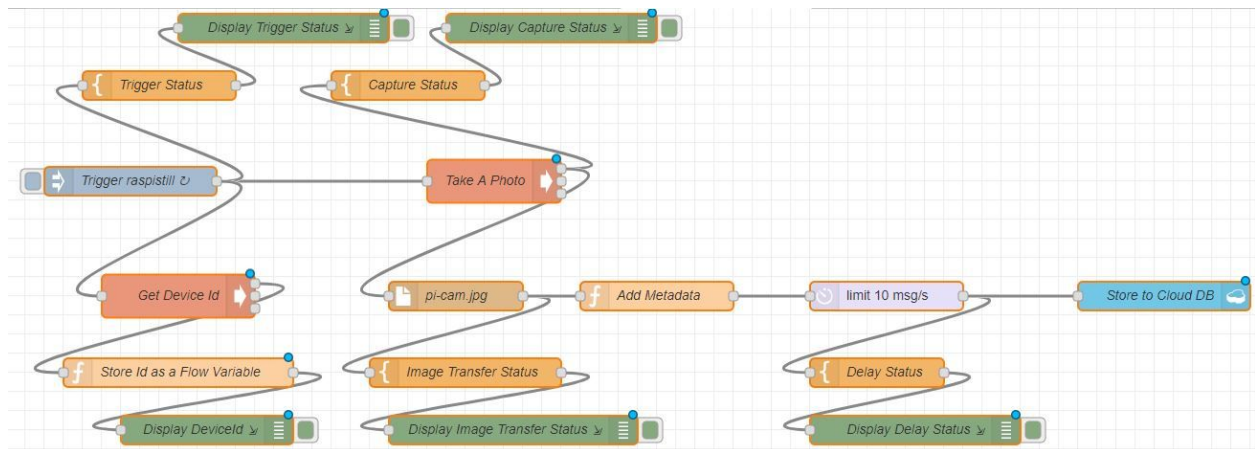 Display Trigger Status
Display Capture Status
Trigger Status
Capture Status
Trigger raspistill ↻
Take A Photo
Get Device Id
pi-cam.jpg
Add Metadata
limit 10 msg/s
Store to Cloud DB
Store Id as a Flow Variable
Image Transfer Status
Delay Status
Display DeviceId
Display Image Transfer Status
Display Delay Status